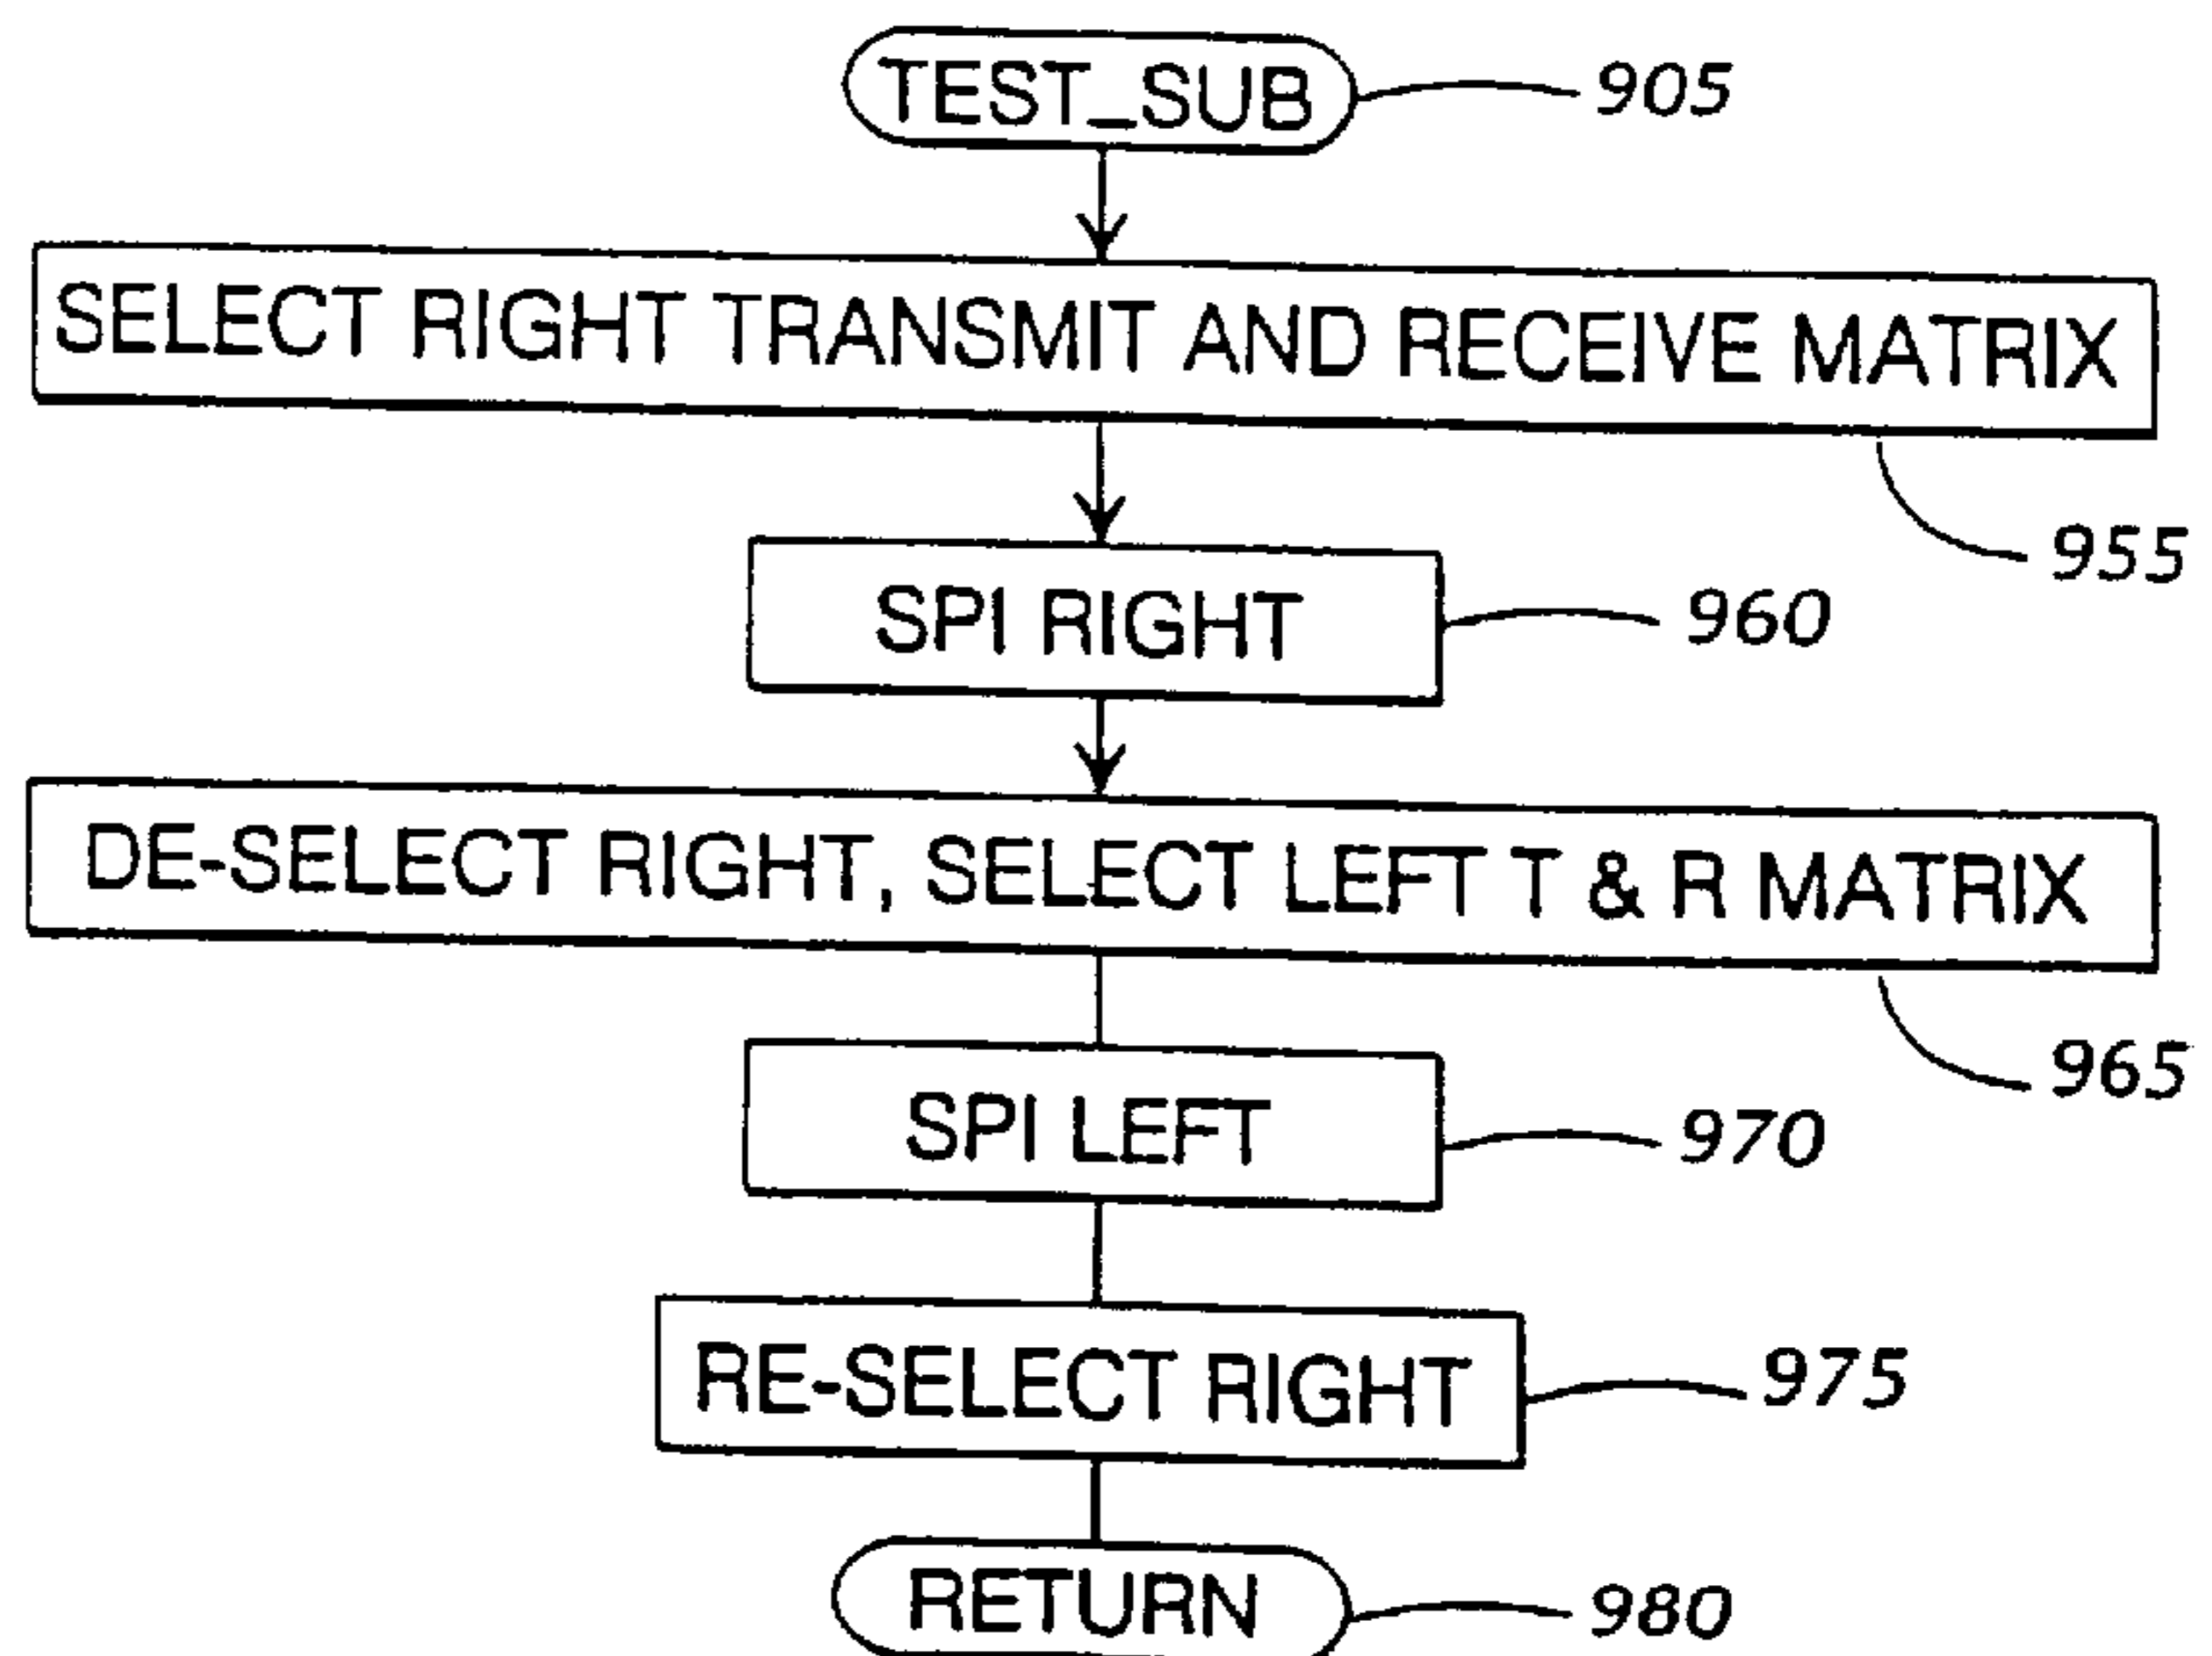 TEST_SUB
905
SELECT RIGHT TRANSMIT AND RECEIVE MATRIX
955
SPI RIGHT
960
DE-SELECT RIGHT, SELECT LEFT T & R MATRIX
965
SPI LEFT
970
RE-SELECT RIGHT
975
RETURN
980